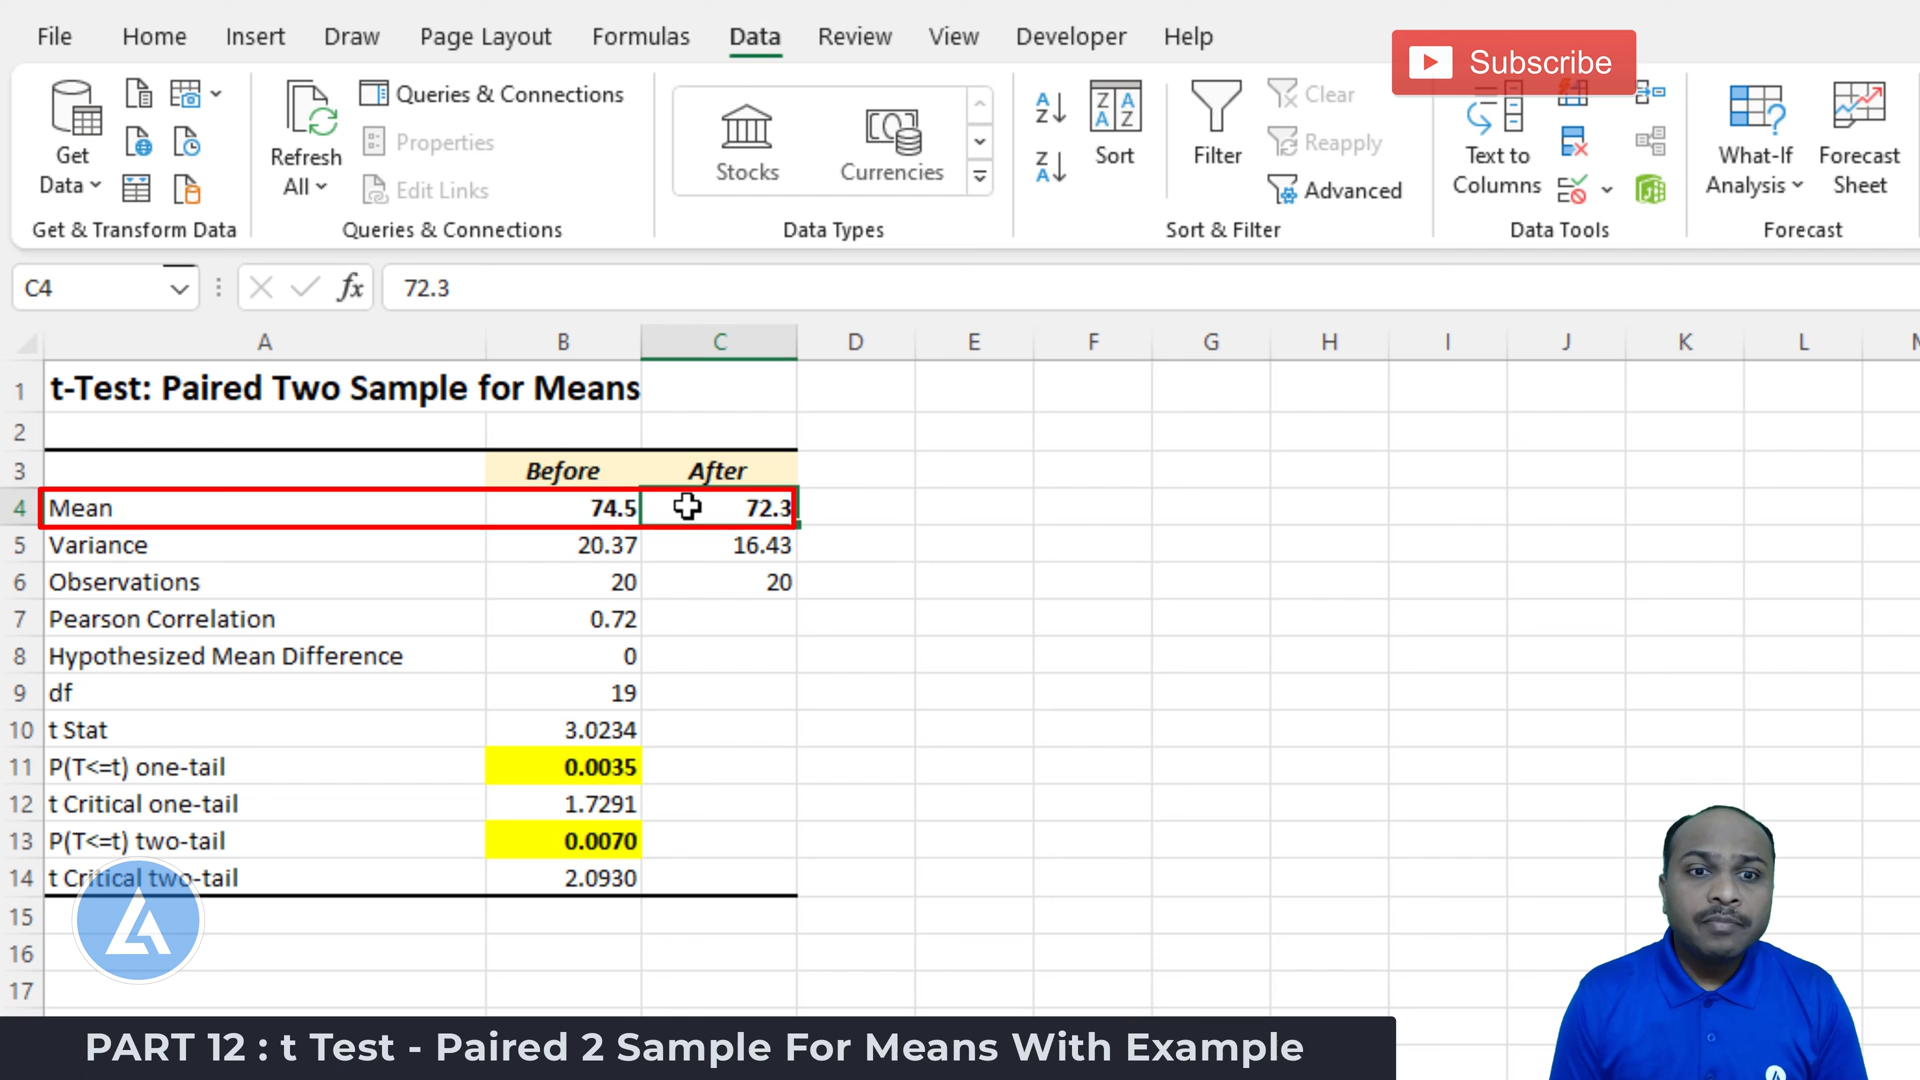 File Home Insert Draw Page Layout Formulas Data Review View Developer Help
Subscribe
Get Data
Refresh All
Queries & Connections
Properties
Edit Links
Stocks
Currencies
Sort
Filter
Clear
Reapply
Advanced
Text to Columns
What-If Analysis
Forecast Sheet
Get & Transform Data Queries & Connections Data Types Sort & Filter Data Tools Forecast
C4 fx 72.3
A B C D E F G H I J K L
1 t-Test: Paired Two Sample for Means
2
3 Before After
4 Mean 74.5 72.3
5 Variance 20.37 16.43
6 Observations 20 20
7 Pearson Correlation 0.72
8 Hypothesized Mean Difference 0
9 df 19
10 t Stat 3.0234
11 P(T<=t) one-tail 0.0035
12 t Critical one-tail 1.7291
13 P(T<=t) two-tail 0.0070
14 t Critical two-tail 2.0930
15
16
17
PART 12 : t Test - Paired 2 Sample For Means With Example